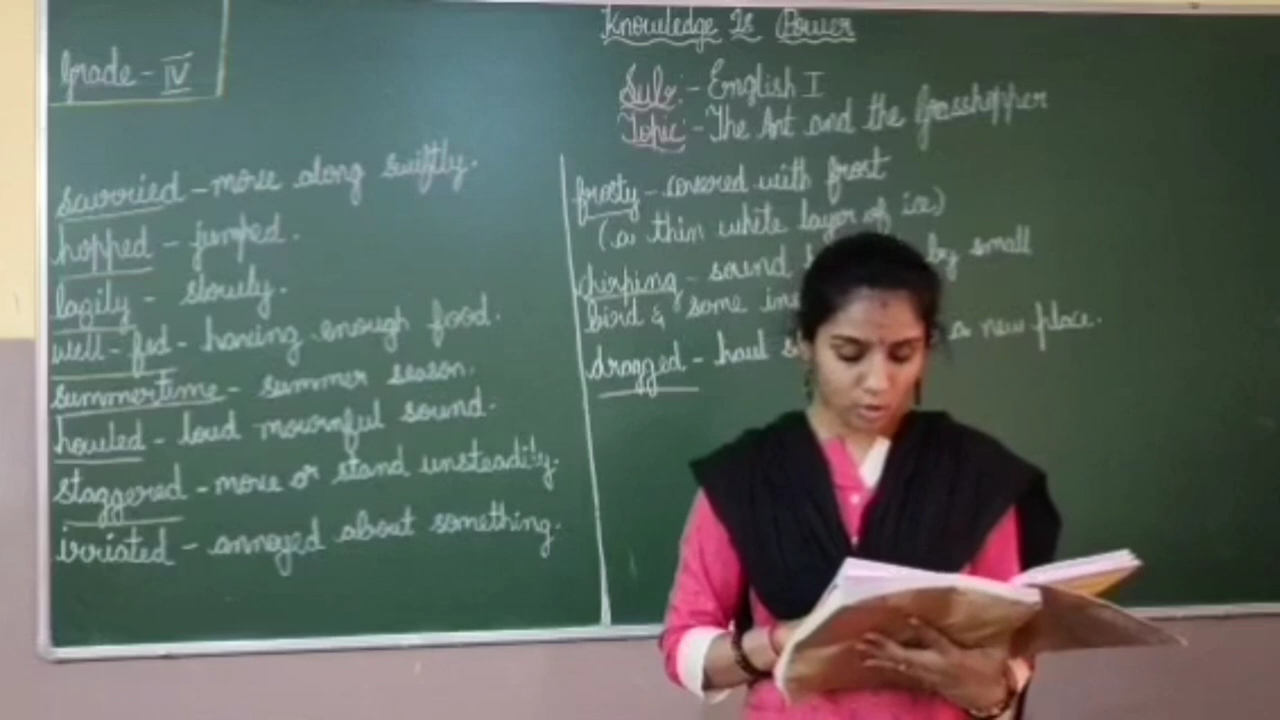 Knowledge Is Power
Grade - IV
Sub:- English I
Topic:- The Ant and the Grasshopper
scurried - move along swiftly.
hopped - jumped.
lazily - slowly.
well-fed - having enough food.
summertime - summer season.
howled - loud mournful sound.
staggered - move or stand unsteadily.
irriated - annoyed about something.
frosty - covered with frost
(a thin white layer of ice)
chirping - sound by small
bird & some
dragged - haul a new place.